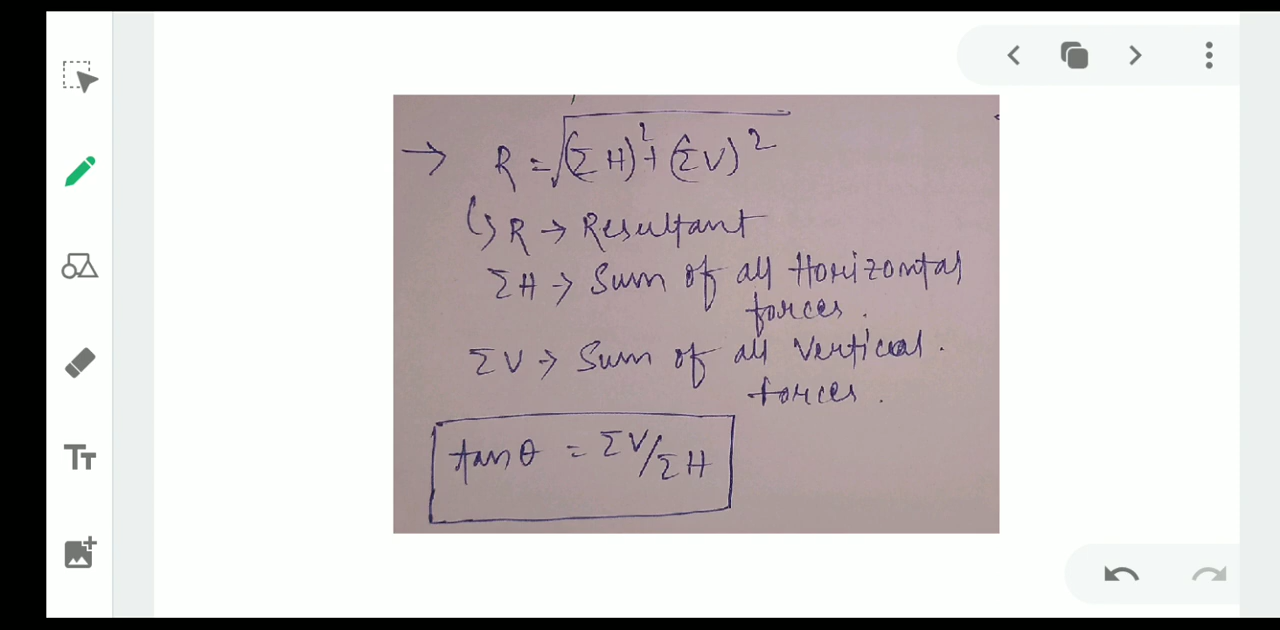 → R = √(ΣH)² + (ΣV)²
↳ R → Resultant
ΣH → Sum of all Horizontal
forces.
ΣV → Sum of all Vertical.
forces.
tanθ = ΣV/ΣH
TT